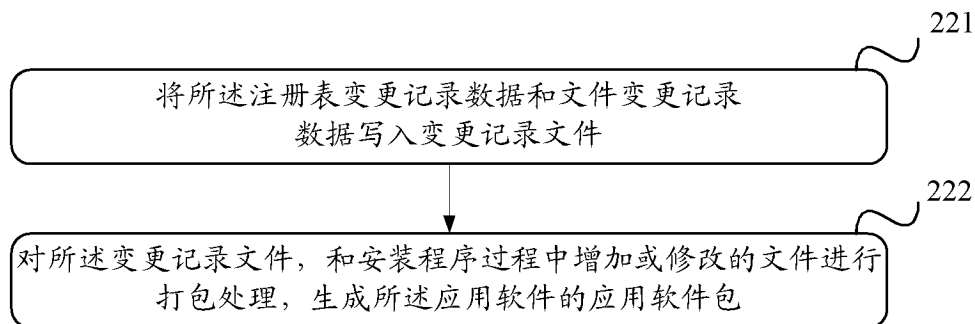 221
将所述注册表变更记录数据和文件变更记录
数据写入变更记录文件
222
对所述变更记录文件，和安装程序过程中增加或修改的文件进行
打包处理，生成所述应用软件的应用软件包